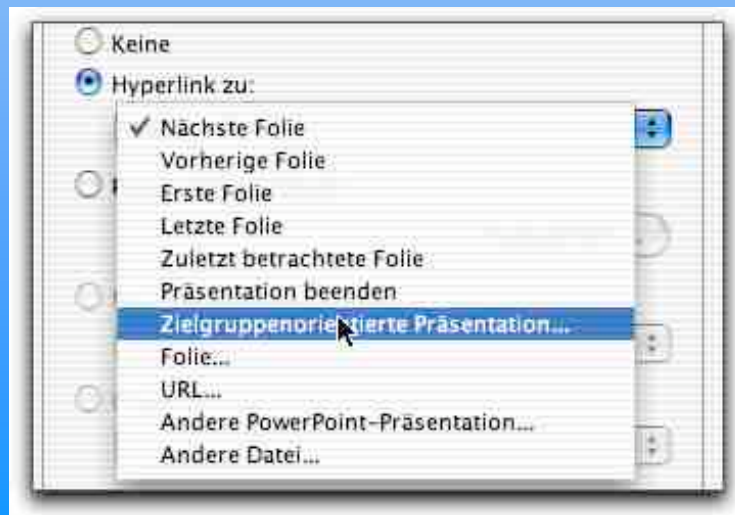 Keine
Hyperlink zu:
✓ Nächste Folie
Vorherige Folie
Erste Folie
Letzte Folie
Zuletzt betrachtete Folie
Präsentation beenden
Zielgruppenorientierte Präsentation...
Folie...
URL...
Andere PowerPoint-Präsentation...
Andere Datei...